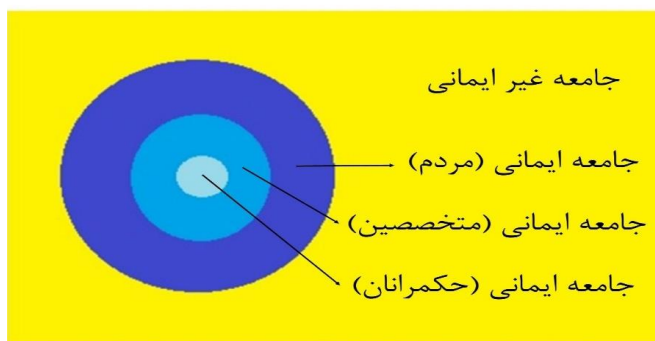 جامعه غیر ایمانی
جامعه ایمانی (مردم)
جامعه ایمانی (متخصصین)
جامعه ایمانی (حکمرانان)